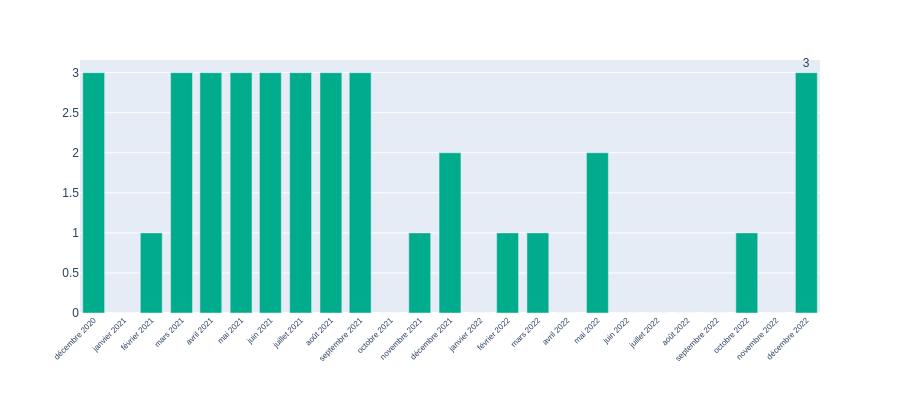 3
3
2.5
2
1.5
1
0.5
0
décembre 2020
janvier 2021
février 2021
mars 2021
avril 2021
mai 2021
juin 2021
juillet 2021
août 2021
septembre 2021
octobre 2021
novembre 2021
décembre 2021
janvier 2022
février 2022
mars 2022
avril 2022
mai 2022
juin 2022
juillet 2022
août 2022
septembre 2022
octobre 2022
novembre 2022
décembre 2022